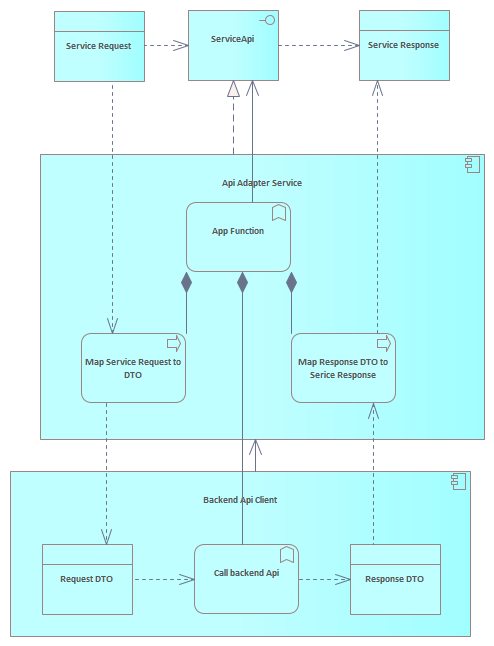 Service Request
ServiceApi
Service Response
Api Adapter Service
App Function
Map Service Request to
DTO
Map Response DTO to
Serice Response
Backend Api Client
Request DTO
Call backend Api
Response DTO